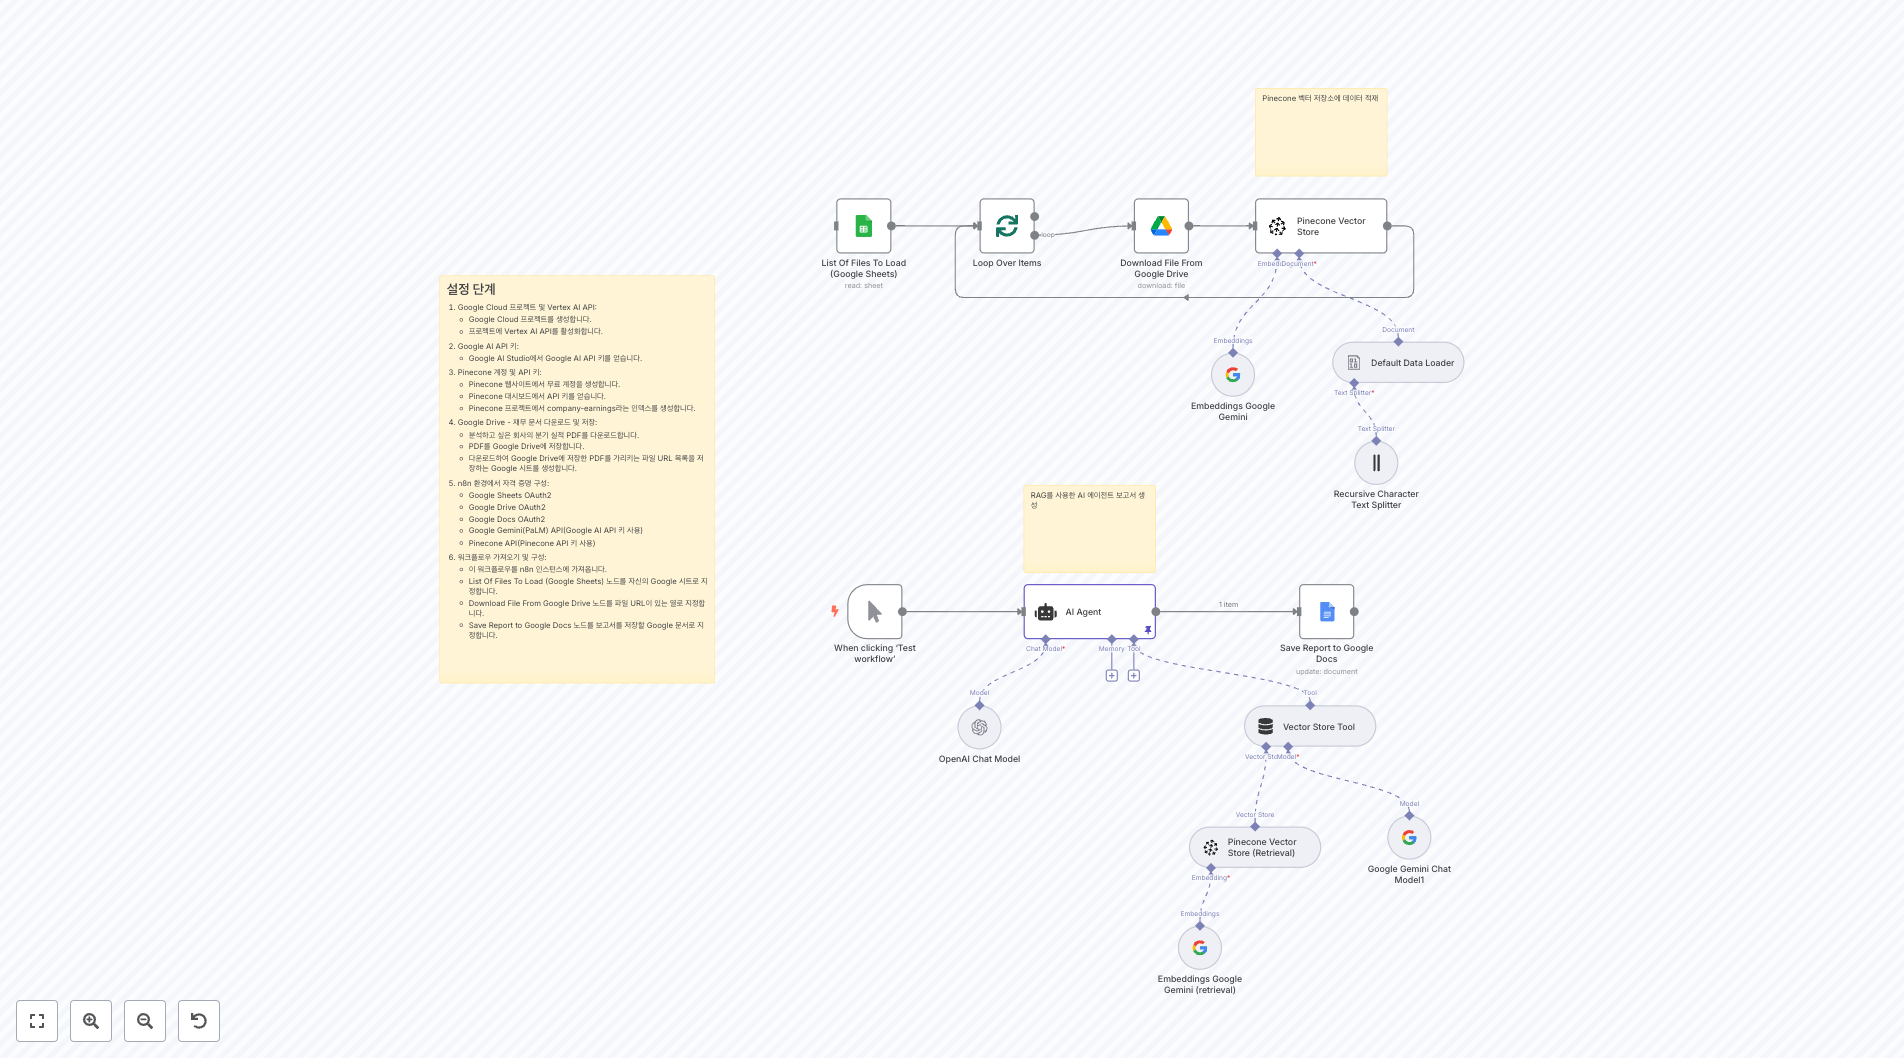 Pinecone 벡터 저장소에 데이터 적재
List Of Files To Load
(Google Sheets)
read: sheet
Loop Over Items
loop
Download File From
Google Drive
download: file
Pinecone Vector
Store
Document*
Embeddings
Embeddings Google
Gemini
Document
Default Data Loader
Text Splitter*
Text Splitter
Recursive Character
Text Splitter
설정 단계
1. Google Cloud 프로젝트 및 Vertex AI API:
Google Cloud 프로젝트를 생성합니다.
프로젝트에 Vertex AI API를 활성화합니다.
2. Google AI API 키:
Google AI Studio에서 Google AI API 키를 얻습니다.
3. Pinecone 계정 및 API 키:
Pinecone 웹사이트에서 무료 계정을 생성합니다.
Pinecone 대시보드에서 API 키를 얻습니다.
Pinecone 프로젝트에서 company-earnings라는 인덱스를 생성합니다.
4. Google Drive - 재무 문서 다운로드 및 저장:
분석하고 싶은 회사의 분기 실적 PDF를 다운로드합니다.
PDF를 Google Drive에 저장합니다.
다운로드하여 Google Drive에 저장한 PDF를 가리키는 파일 URL 목록을 저
장하는 Google 시트를 생성합니다.
5. n8n 환경에서 자격 증명 구성:
Google Sheets OAuth2
Google Drive OAuth2
Google Docs OAuth2
Google Gemini(PaLM) API(Google AI API 키 사용)
Pinecone API(Pinecone API 키 사용)
6. 워크플로우 가져오기 및 구성:
이 워크플로우를 n8n 인스턴스에 가져옵니다.
List Of Files To Load (Google Sheets) 노드를 자신의 Google 시트로 지
정합니다.
Download File From Google Drive 노드를 파일 URL이 있는 열로 지정합
니다.
Save Report to Google Docs 노드를 보고서를 저장할 Google 문서로 지
정합니다.
RAG를 사용한 AI 에이전트 보고서 생
성
When clicking 'Test
workflow'
AI Agent
Chat Model*
Memory
Tool
1 item
Save Report to Google
Docs
update: document
Model
OpenAI Chat Model
Tool
Vector Store Tool
Model*
Vector Store
Pinecone Vector
Store (Retrieval)
Embedding*
Model
Google Gemini Chat
Model1
Embeddings
Embeddings Google
Gemini (retrieval)